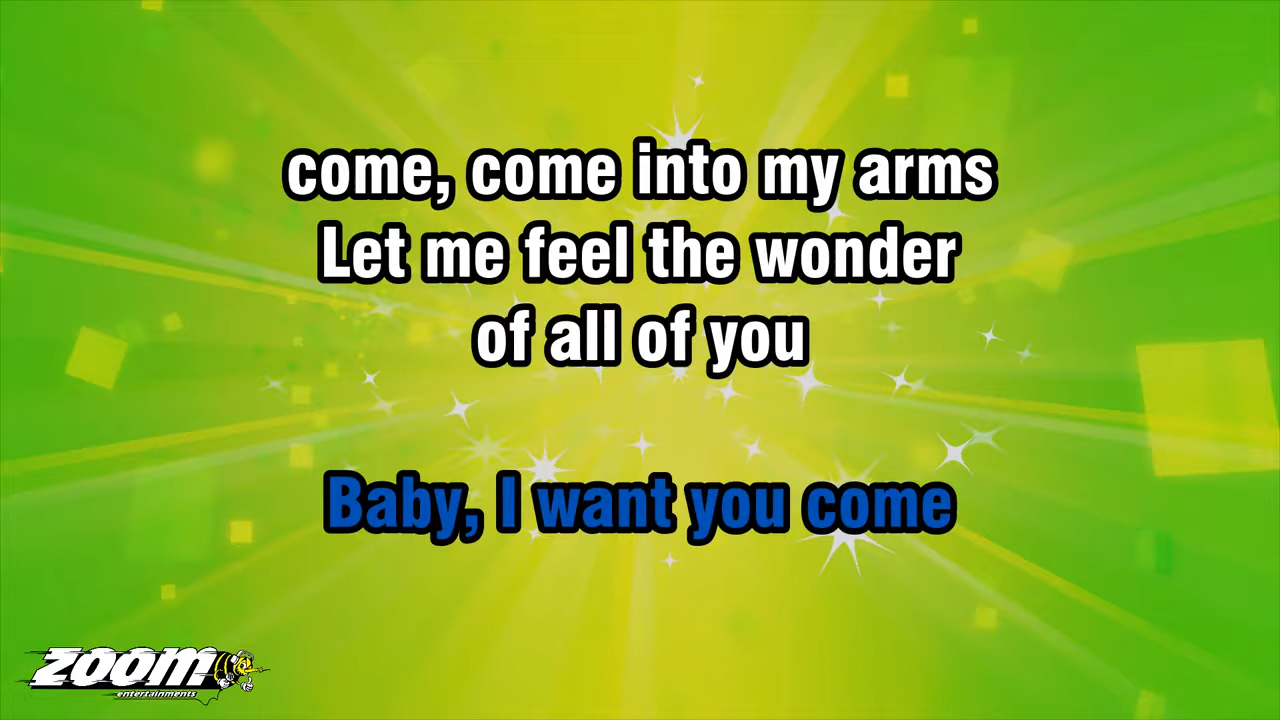 come, come into my arms
Let me feel the wonder
of all of you
Baby, I want you come
ZOOM
entertainments